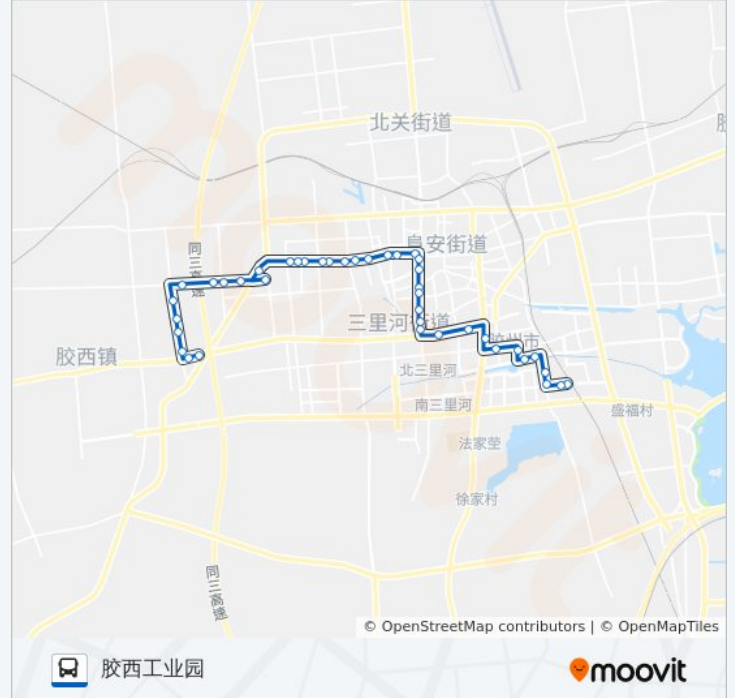 北关街道
阜安街道
同三高速
三里河街道
胶州市
胶西镇
北三里河
南三里河
盛福村
法家茔
徐家村
同三高速
© OpenStreetMap contributors | © OpenMapTiles
胶西工业园
moovit